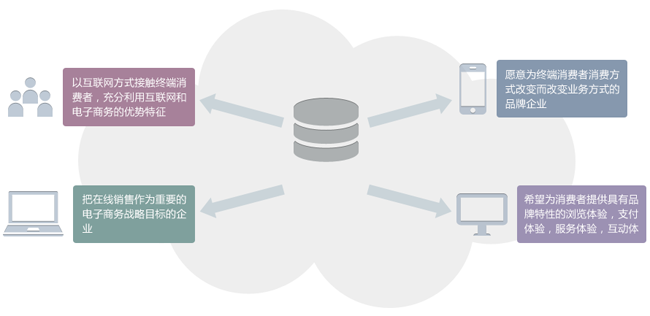 以互联网方式接触终端消
费者，充分利用互联网和
电子商务的优势特征
愿意为终端消费者消费方
式改变而改变业务方式的
品牌企业
把在线销售作为重要的
电子商务战略目标的企
业
希望为消费者提供具有品
牌特性的浏览体验，支付
体验，服务体验，互动体